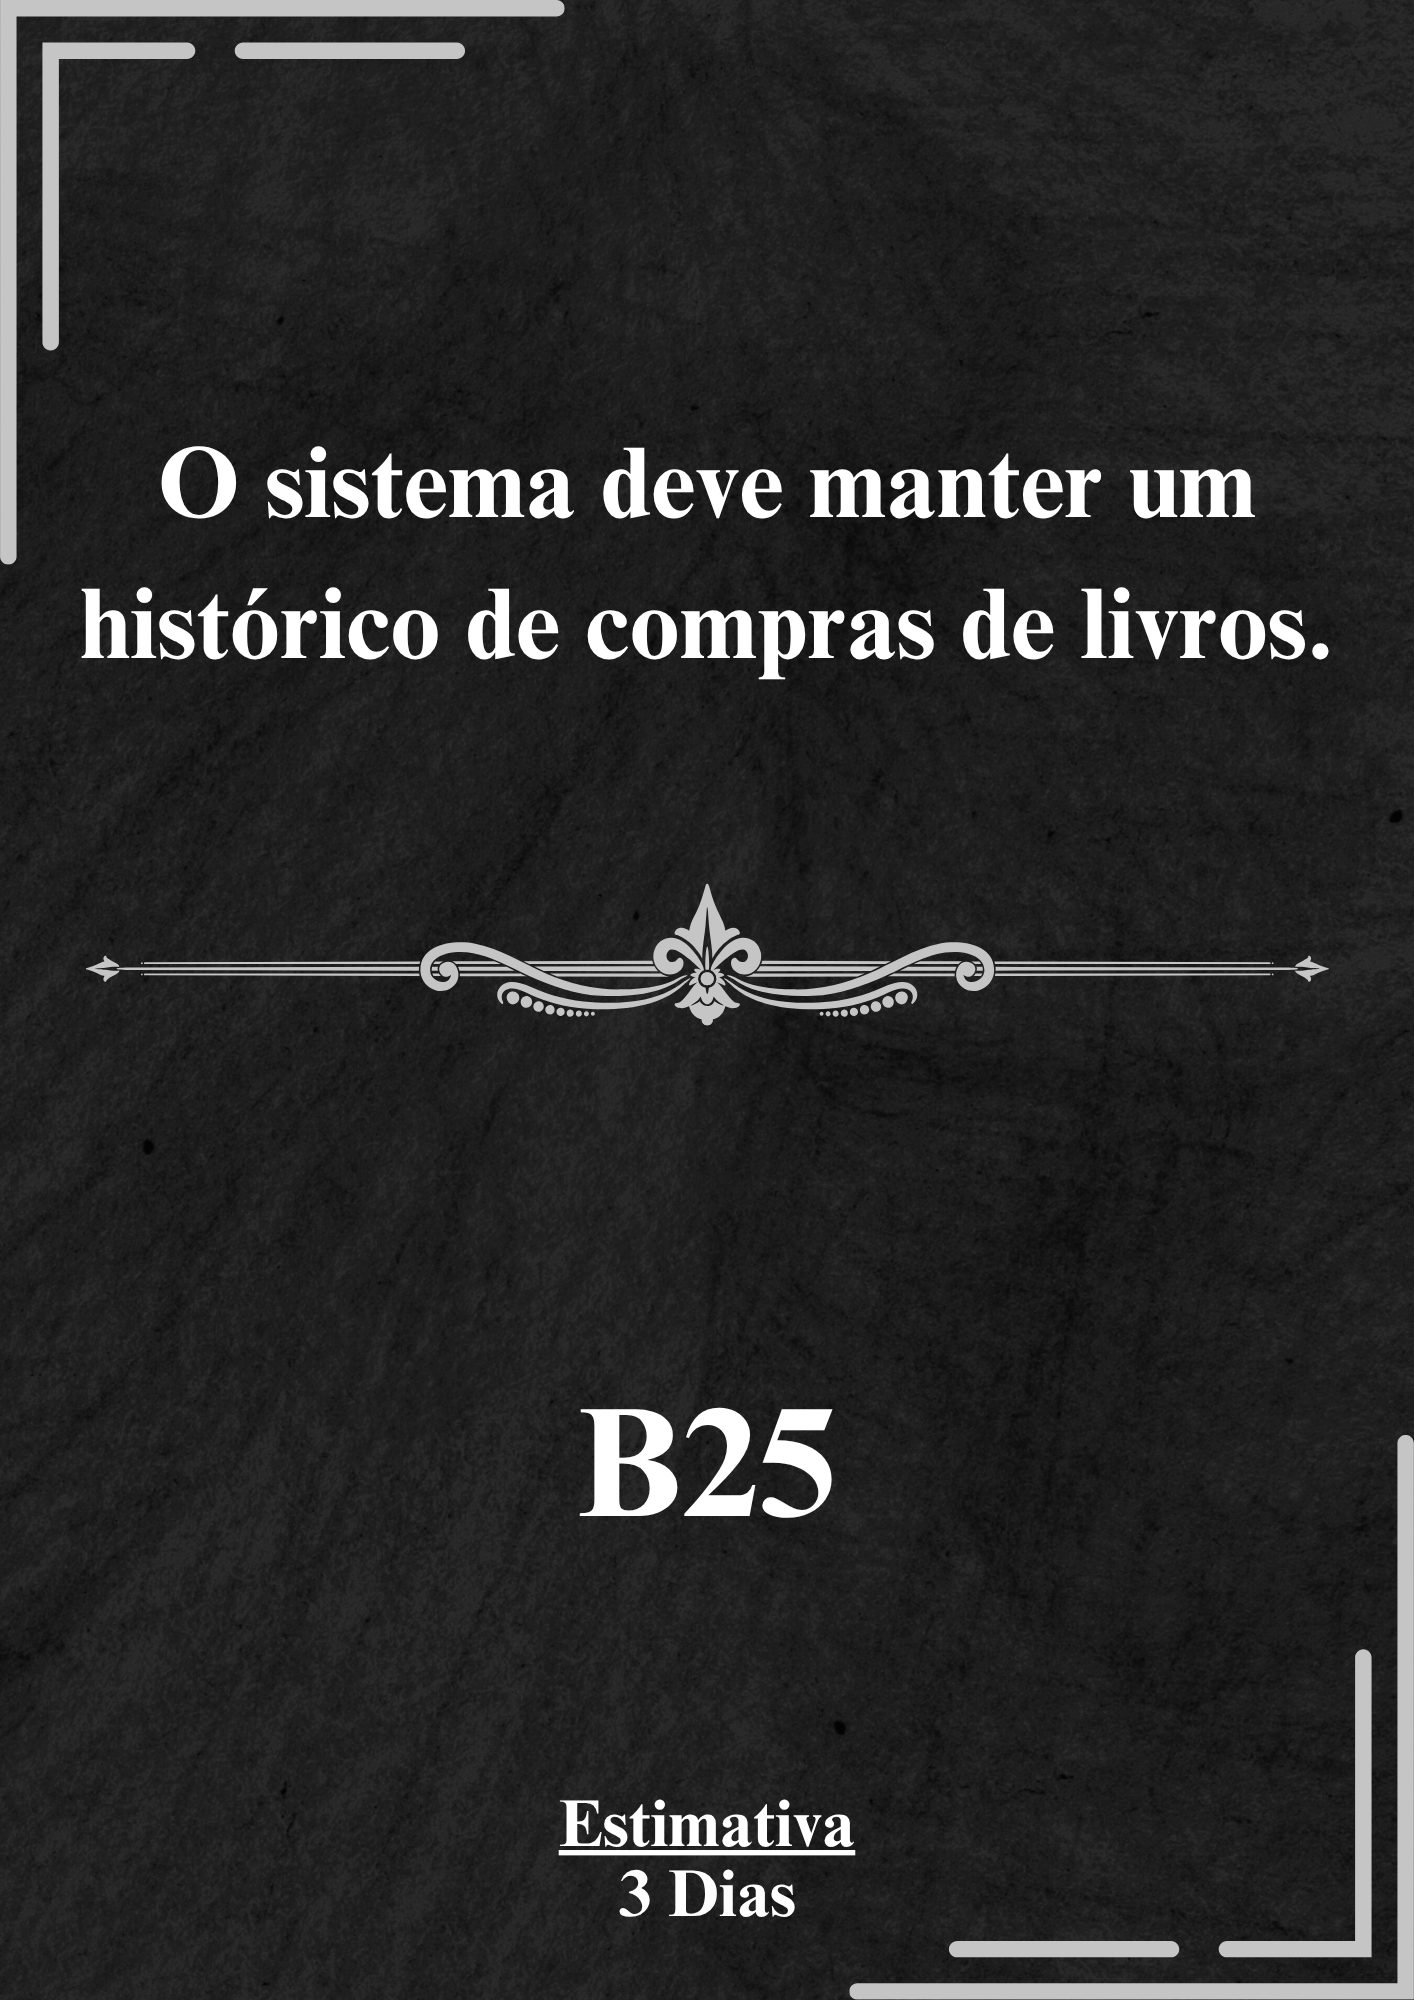 O sistema deve manter um
histórico de compras de livros.
B25
Estimativa
3 Dias